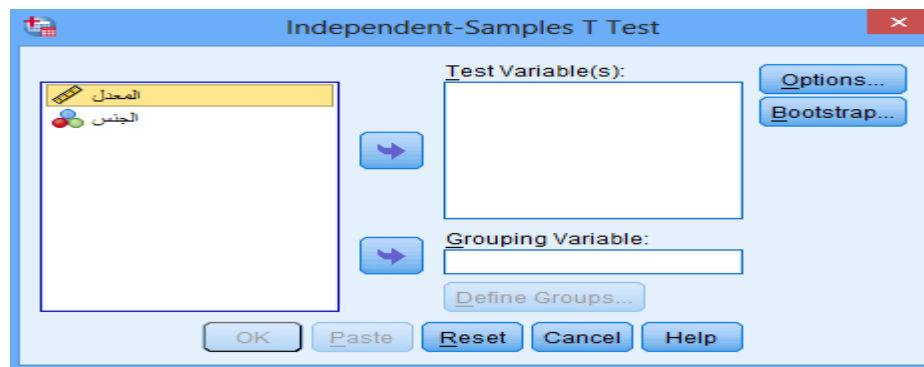 Independent-Samples T Test
المعدل
الجنس
Test Variable(s):
Options...
Bootstrap...
Grouping Variable:
Define Groups...
OK
Paste
Reset
Cancel
Help